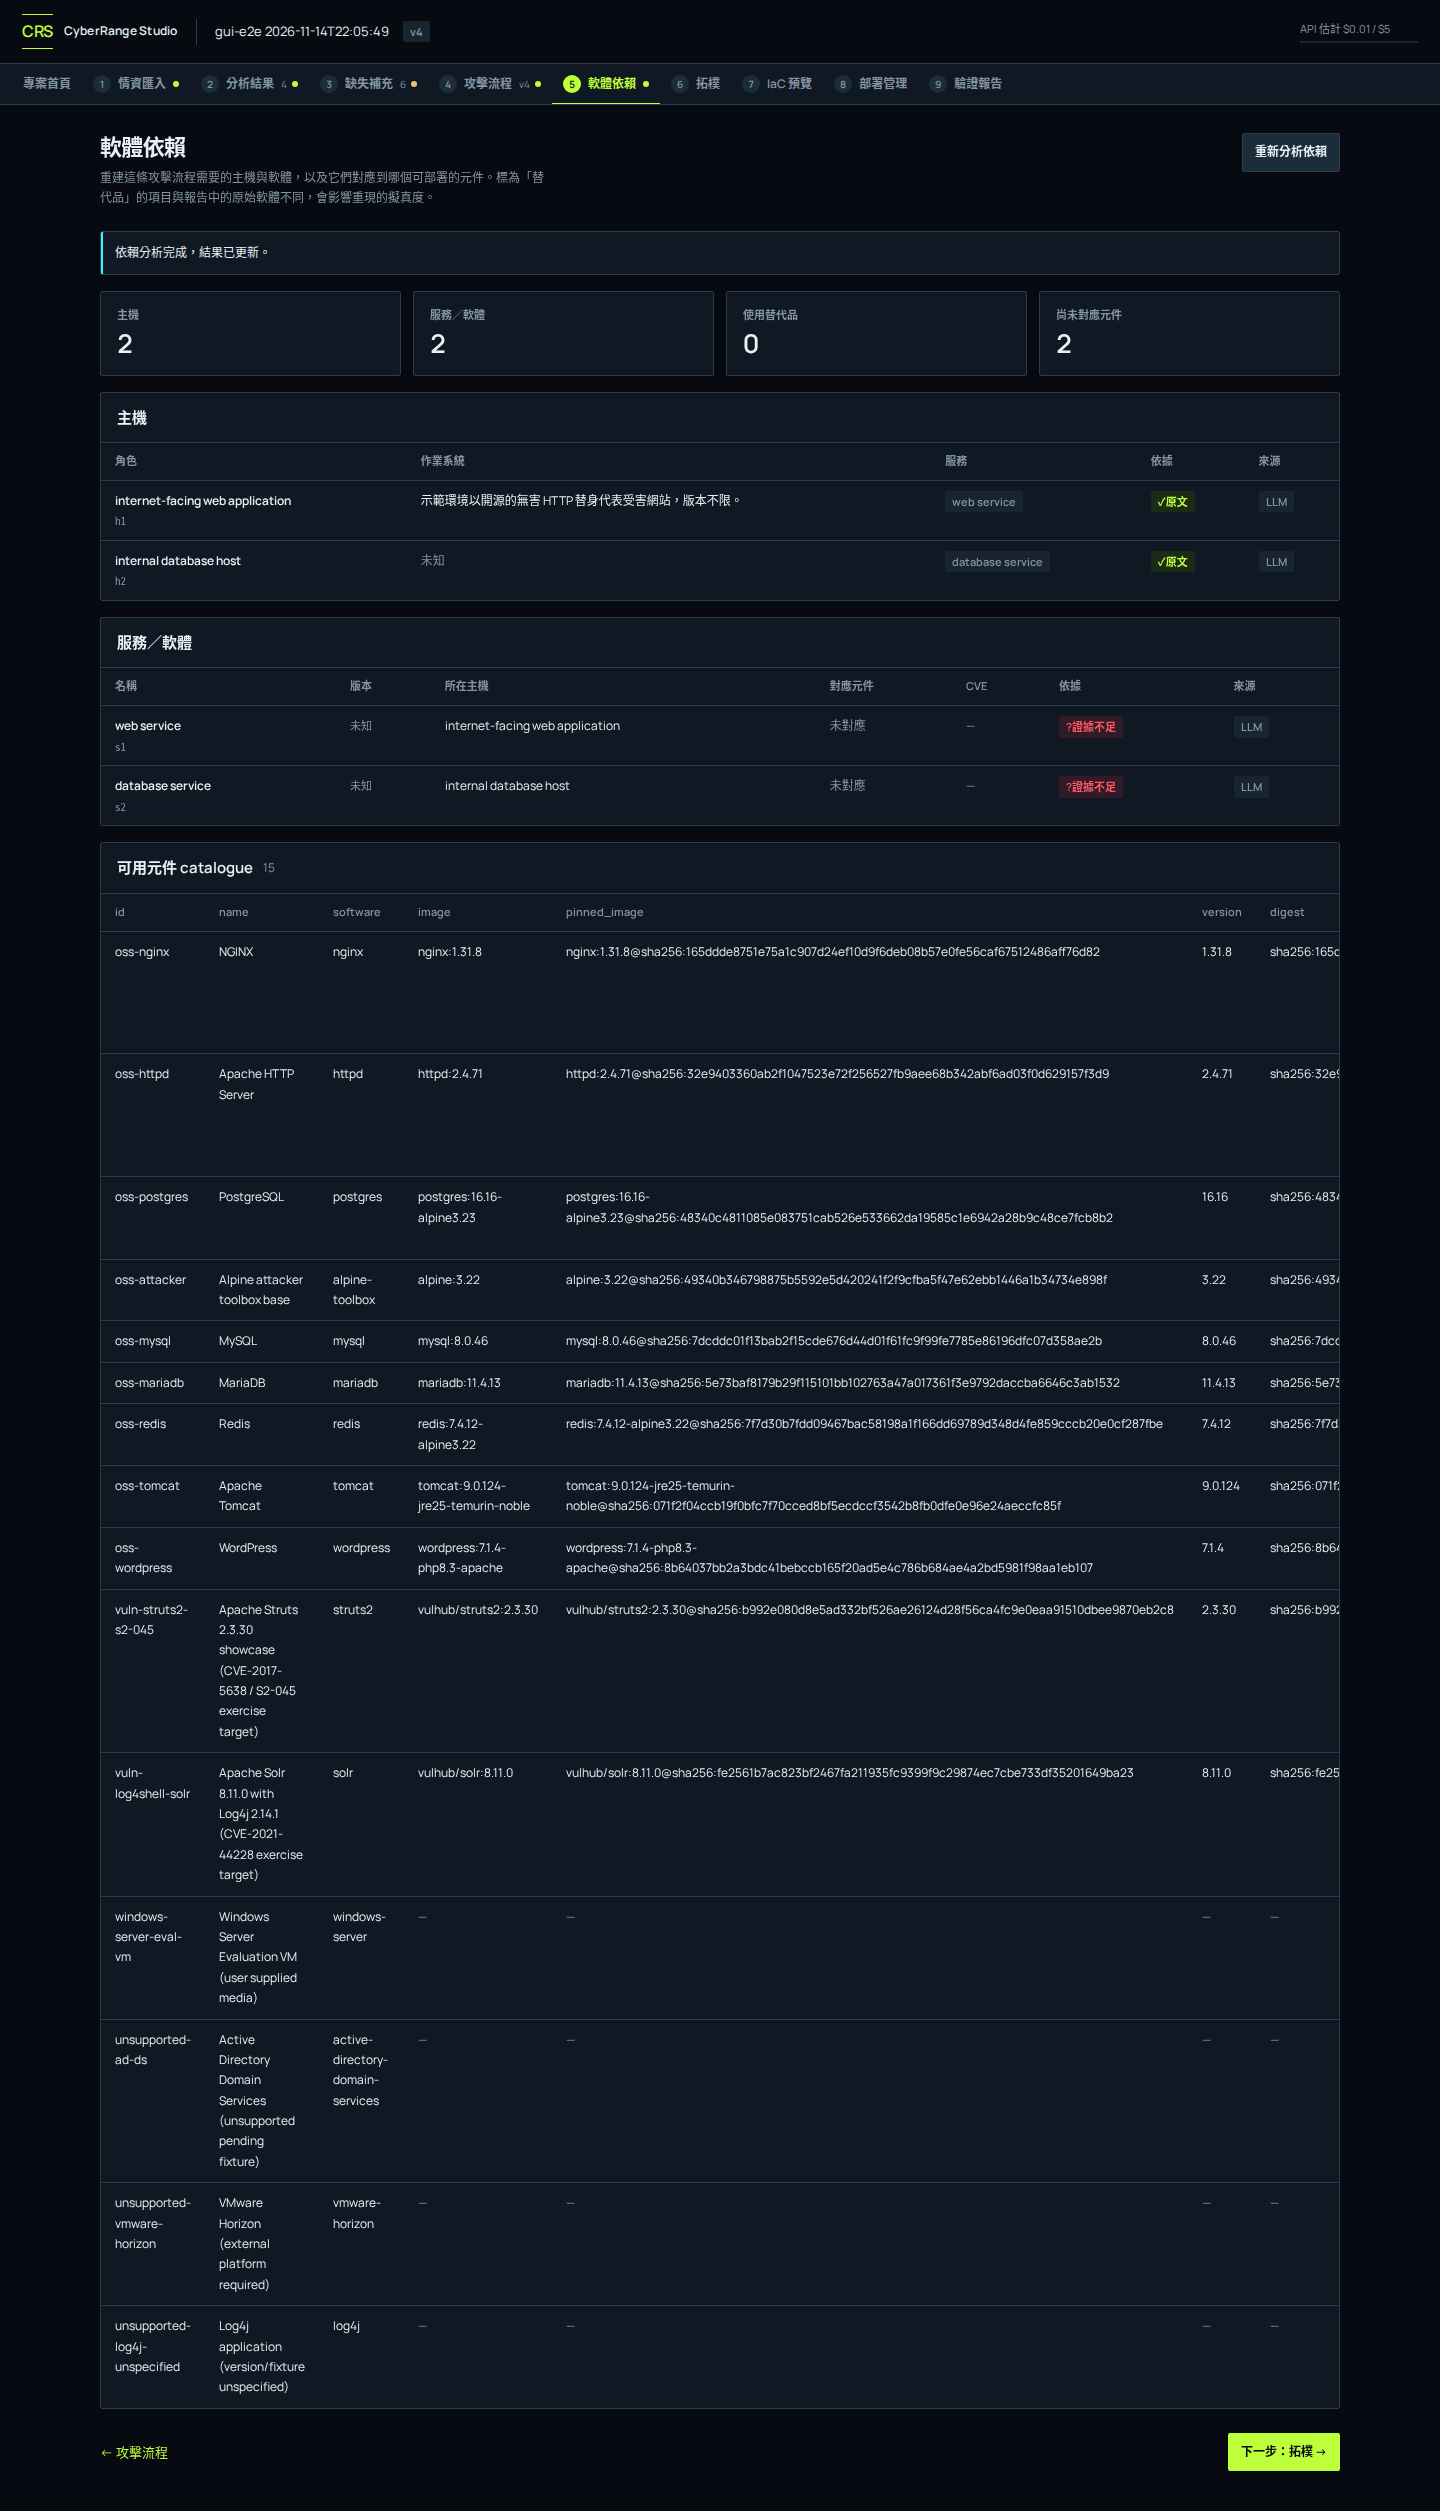 CRS CyberRange Studio gui-e2e 2026-11-14T22:05:49 v4 API 估計 $0.01 / $5
專案首頁 1 情資匯入 2 分析結果 4 3 缺失補充 6 4 攻擊流程 v4 5 軟體依賴 6 拓樸 7 IaC 預覽 8 部署管理 9 驗證報告
軟體依賴
重新分析依賴
重建這條攻擊流程需要的主機與軟體，以及它們對應到哪個可部署的元件。標為「替
代品」的項目與報告中的原始軟體不同，會影響重現的擬真度。
依賴分析完成，結果已更新。
主機 服務／軟體 使用替代品 尚未對應元件
2 2 0 2
主機
角色 作業系統 服務 依據 來源
internet-facing web application 示範環境以開源的無害 HTTP 替身代表受害網站，版本不限。 web service ✓原文 LLM
h1
internal database host 未知 database service ✓原文 LLM
h2
服務／軟體
名稱 版本 所在主機 對應元件 CVE 依據 來源
web service 未知 internet-facing web application 未對應 — ?證據不足 LLM
s1
database service 未知 internal database host 未對應 — ?證據不足 LLM
s2
可用元件 catalogue 15
id name software image pinned_image version digest
oss-nginx NGINX nginx nginx:1.31.8 nginx:1.31.8@sha256:165ddde8751e75a1c907d24ef10d9f6deb08b57e0fe56caf67512486aff76d82 1.31.8 sha256:165c
oss-httpd Apache HTTP httpd httpd:2.4.71 httpd:2.4.71@sha256:32e9403360ab2f1047523e72f256527fb9aee68b342abf6ad03f0d629157f3d9 2.4.71 sha256:32e9
Server
oss-postgres PostgreSQL postgres postgres:16.16- postgres:16.16- 16.16 sha256:4834
alpine3.23 alpine3.23@sha256:48340c4811085e083751cab526e533662da19585c1e6942a28b9c48ce7fcb8b2
oss-attacker Alpine attacker alpine- alpine:3.22 alpine:3.22@sha256:49340b346798875b5592e5d420241f2f9cfba5f47e62ebb1446a1b34734e898f 3.22 sha256:4934
toolbox base toolbox
oss-mysql MySQL mysql mysql:8.0.46 mysql:8.0.46@sha256:7dcddc01f13bab2f15cde676d44d01f61fc9f99fe7785e86196dfc07d358ae2b 8.0.46 sha256:7dcc
oss-mariadb MariaDB mariadb mariadb:11.4.13 mariadb:11.4.13@sha256:5e73baf8179b29f115101bb102763a47a017361f3e9792daccba6646c3ab1532 11.4.13 sha256:5e73
oss-redis Redis redis redis:7.4.12- redis:7.4.12-alpine3.22@sha256:7f7d30b7fdd09467bac58198a1f166dd69789d348d4fe859cccb20e0cf287fbe 7.4.12 sha256:7f7d
alpine3.22
oss-tomcat Apache tomcat tomcat:9.0.124- tomcat:9.0.124-jre25-temurin- 9.0.124 sha256:071f2
Tomcat jre25-temurin-noble noble@sha256:071f2f04ccb19f0bfc7f70cced8bf5ecdccf3542b8fb0dfe0e96e24aeccfc85f
oss- WordPress wordpress wordpress:7.1.4- wordpress:7.1.4-php8.3- 7.1.4 sha256:8b64
wordpress php8.3-apache apache@sha256:8b64037bb2a3bdc41bebccb165f20ad5e4c786b684ae4a2bd5981f98aa1eb107
vuln-struts2- Apache Struts struts2 vulhub/struts2:2.3.30 vulhub/struts2:2.3.30@sha256:b992e080d8e5ad332bf526ae26124d28f56ca4fc9e0eaa91510dbee9870eb2c8 2.3.30 sha256:b992
s2-045 2.3.30
showcase
(CVE-2017-
5638 / S2-045
exercise
target)
vuln- Apache Solr solr vulhub/solr:8.11.0 vulhub/solr:8.11.0@sha256:fe2561b7ac823bf2467fa211935fc9399f9c29874ec7cbe733df35201649ba23 8.11.0 sha256:fe25
log4shell-solr 8.11.0 with
Log4j 2.14.1
(CVE-2021-
44228 exercise
target)
windows- Windows windows- — — — —
server-eval- Server server
vm Evaluation VM
(user supplied
media)
unsupported- Active active- — — — —
ad-ds Directory directory-
Domain domain-
Services services
(unsupported
pending
fixture)
unsupported- VMware vmware- — — — —
vmware- Horizon horizon
horizon (external
platform
required)
unsupported- Log4j log4j — — — —
log4j- application
unspecified (version/fixture
unspecified)
← 攻擊流程 下一步：拓樸 →